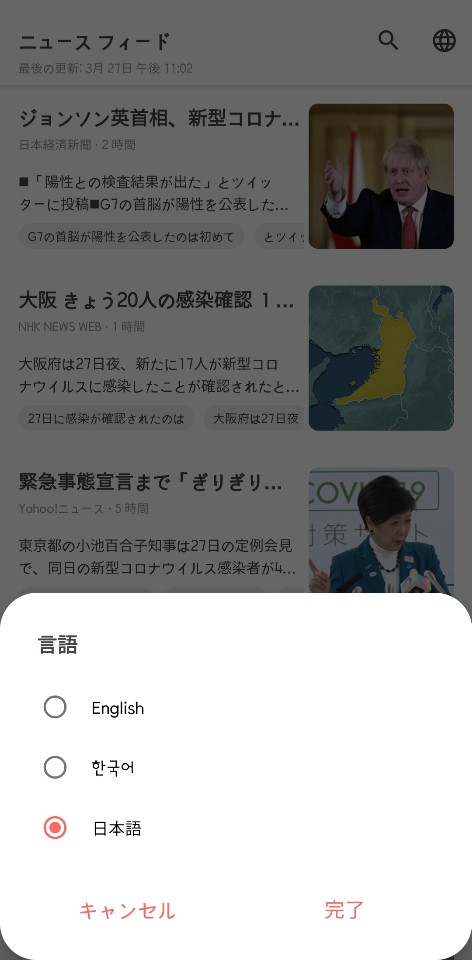 ニュース フィード
最後の更新: 3月 27日 午後 11:02
ジョンソン英首相、新型コロナ...
日本経済新聞 · 2 時間
■「陽性との検査結果が出た」とツイッ
ターに投稿■G7の首脳が陽性を公表した...
G7の首脳が陽性を公表したのは初めて
とツイッ
大阪 きょう20人の感染確認 １...
NHK NEWS WEB · 1 時間
大阪府は27日夜、新たに17人が新型コロ
ナウイルスに感染したことが確認されたと...
27日に感染が確認されたのは
大阪府は27日夜
緊急事態宣言まで「ぎりぎり...
Yahoo!ニュース · 5 時間
東京都の小池百合子知事は27日の定例会見
で、同日の新型コロナウイルス感染者が4...
COVID-19
対策サイト
言語
English
한국어
日本語
キャンセル
完了